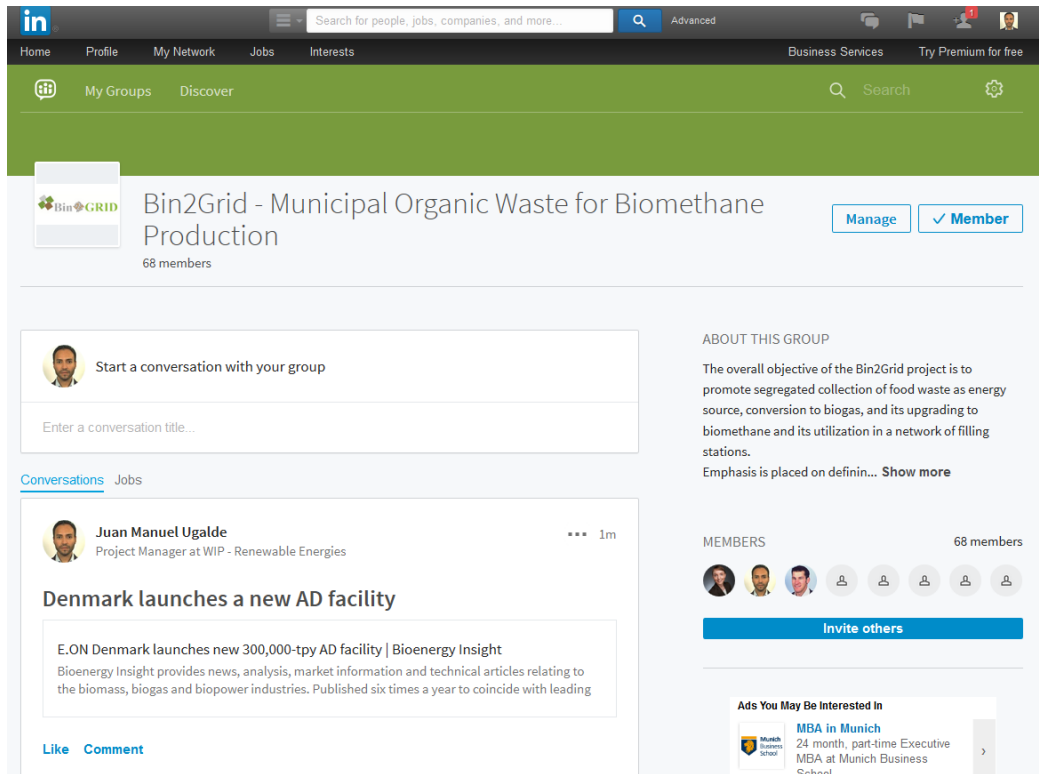 in
Search for people, jobs, companies, and more...
Advanced
1
Home Profile My Network Jobs Interests
Business Services Try Premium for free
My Groups Discover
Search
Bin GRID
Bin2Grid - Municipal Organic Waste for Biomethane
Production
68 members
Manage
Member
Start a conversation with your group
Enter a conversation title...
Conversations Jobs
Juan Manuel Ugalde
Project Manager at WIP - Renewable Energies
1m
Denmark launches a new AD facility
E.ON Denmark launches new 300,000-tpy AD facility | Bioenergy Insight
Bioenergy Insight provides news, analysis, market information and technical articles relating to
the biomass, biogas and biopower industries. Published six times a year to coincide with leading
Like Comment
ABOUT THIS GROUP
The overall objective of the Bin2Grid project is to
promote segregated collection of food waste as energy
source, conversion to biogas, and its upgrading to
biomethane and its utilization in a network of filling
stations.
Emphasis is placed on definin... Show more
MEMBERS 68 members
Invite others
Ads You May Be Interested In
Munich
Business
School
MBA in Munich
24 month, part-time Executive
MBA at Munich Business
School